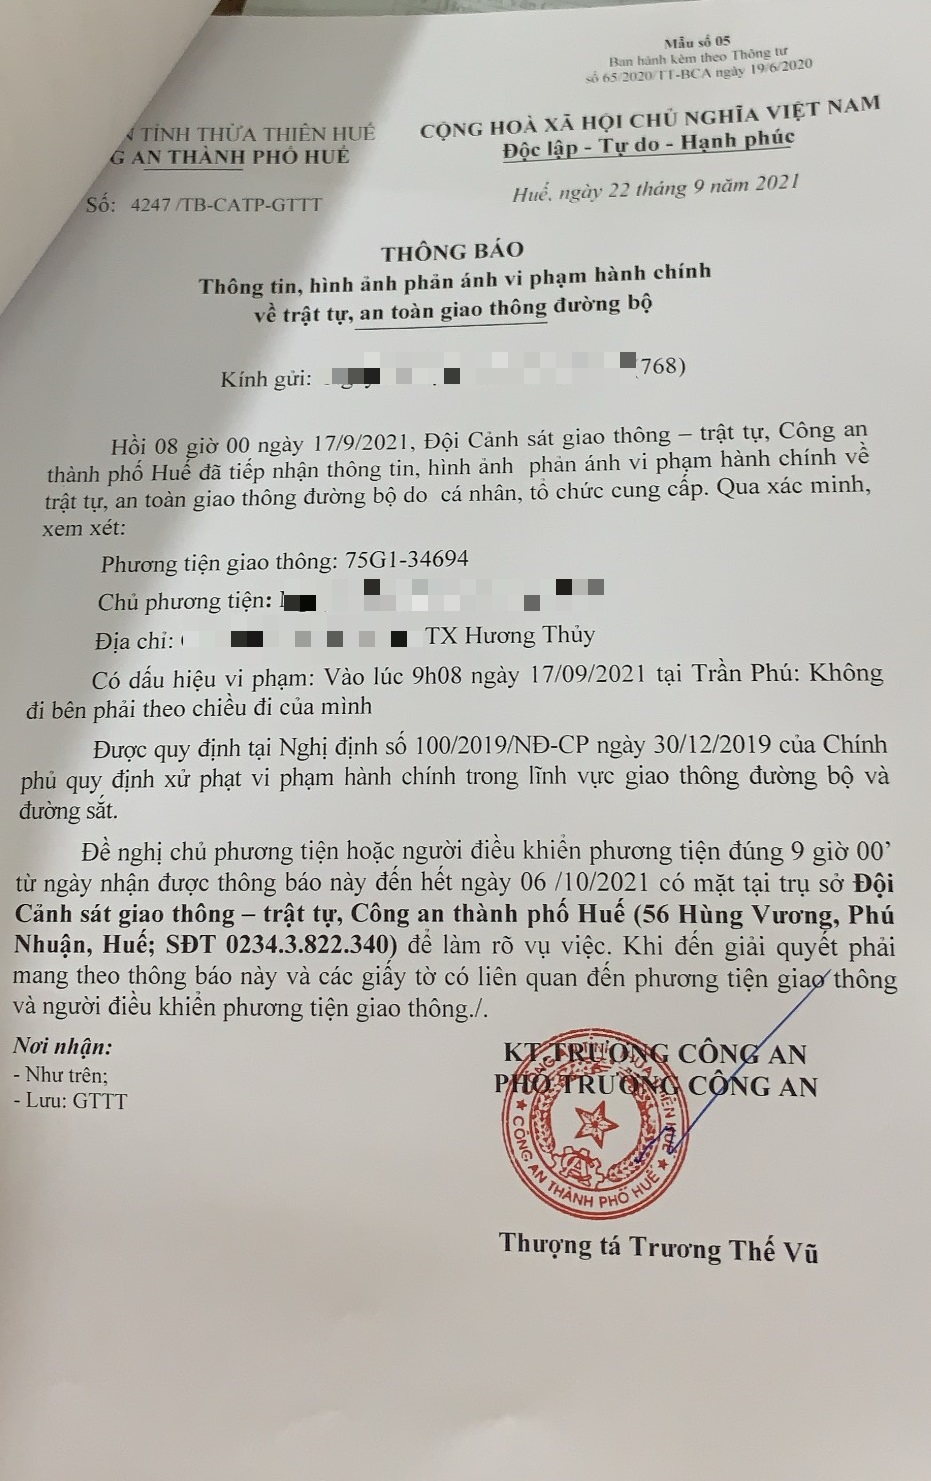 Mẫu số 05
Ban hành kèm theo Thông tư
số 65/2020/TT-BCA ngày 19/6/2020
TỈNH THỪA THIÊN HUẾ
AN THÀNH PHỐ HUẾ
CỘNG HOÀ XÃ HỘI CHỦ NGHĨA VIỆT NAM
Độc lập - Tự do - Hạnh phúc
Số: 4247 /TB-CATP-GTTT
Huế, ngày 22 tháng 9 năm 2021
THÔNG BÁO
Thông tin, hình ảnh phản ánh vi phạm hành chính
về trật tự, an toàn giao thông đường bộ
Kính gửi: 768)
Hồi 08 giờ 00 ngày 17/9/2021, Đội Cảnh sát giao thông – trật tự, Công an
thành phố Huế đã tiếp nhận thông tin, hình ảnh phản ánh vi phạm hành chính về
trật tự, an toàn giao thông đường bộ do cá nhân, tổ chức cung cấp. Qua xác minh,
xem xét:
Phương tiện giao thông: 75G1-34694
Chủ phương tiện:
Địa chỉ: TX Hương Thủy
Có dấu hiệu vi phạm: Vào lúc 9h08 ngày 17/09/2021 tại Trần Phú: Không
đi bên phải theo chiều đi của mình
Được quy định tại Nghị định số 100/2019/NĐ-CP ngày 30/12/2019 của Chính
phủ quy định xử phạt vi phạm hành chính trong lĩnh vực giao thông đường bộ và
đường sắt.
Đề nghị chủ phương tiện hoặc người điều khiển phương tiện đúng 9 giờ 00’
từ ngày nhận được thông báo này đến hết ngày 06 /10/2021 có mặt tại trụ sở Đội
Cảnh sát giao thông – trật tự, Công an thành phố Huế (56 Hùng Vương, Phú
Nhuận, Huế; SĐT 0234.3.822.340) để làm rõ vụ việc. Khi đến giải quyết phải
mang theo thông báo này và các giấy tờ có liên quan đến phương tiện giao thông
và người điều khiển phương tiện giao thông./.
Nơi nhận:
- Như trên;
- Lưu: GTTT
KT.TRƯỞNG CÔNG AN
PHÓ TRƯỞNG CÔNG AN
CÔNG AN THÀNH PHỐ HUẾ
Thượng tá Trương Thế Vũ